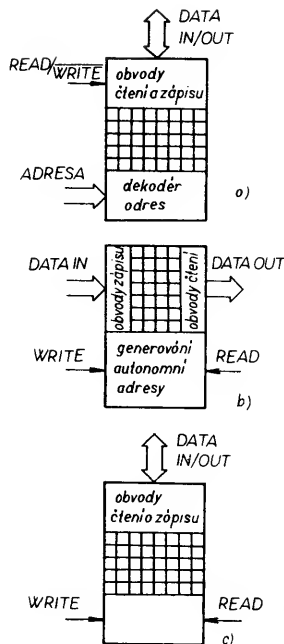 DATA
IN/OUT
READ/WRITE
obvody
čtení a zápisu
ADRESA
dekodér
adres
a)
DATA IN
obvody zápisu
obvody čtení
DATA OUT
WRITE
generování
autonomní
adresy
READ
b)
DATA
IN/OUT
obvody
čtení a zápisu
WRITE
READ
c)